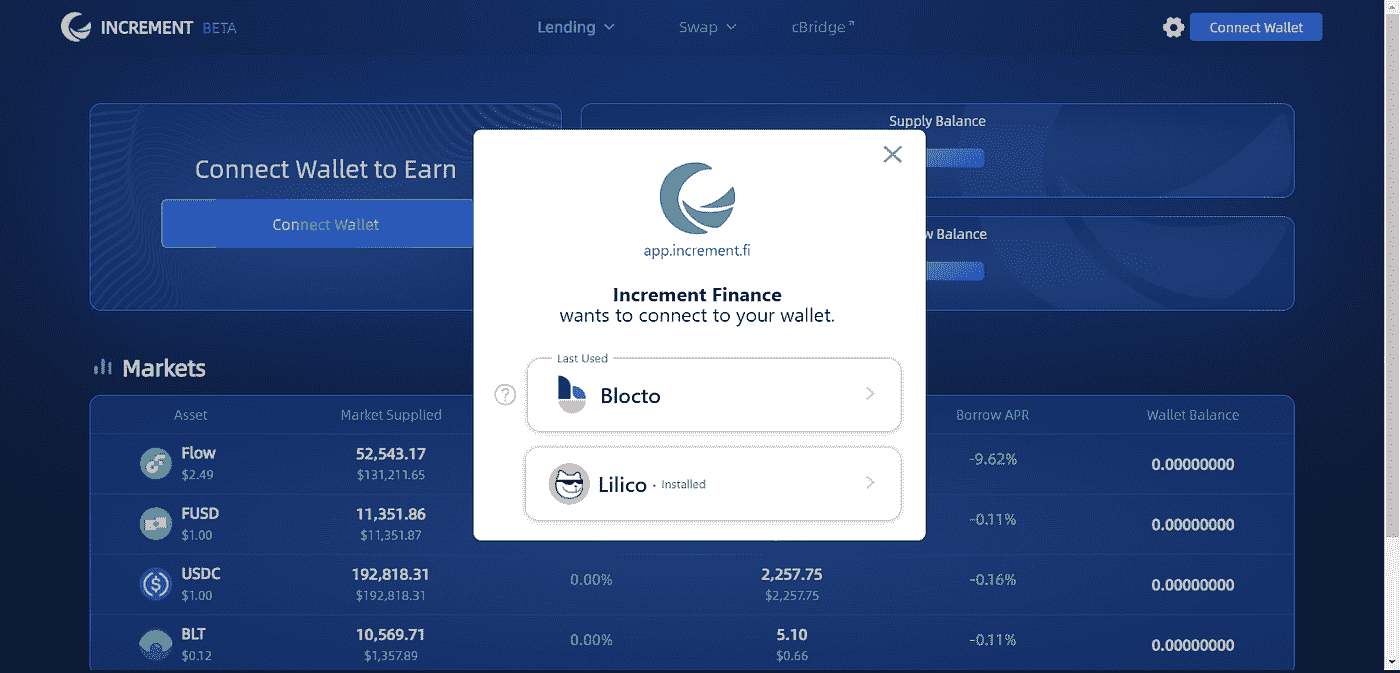 INCREMENT BETA
Lending
Swap
cBridge
Connect Wallet
Connect Wallet to Earn
Connect Wallet
Supply Balance
w Balance
app.increment.fi
Increment Finance
wants to connect to your wallet.
Last Used
?
Blocto
Lilico · Installed
Markets
Asset Market Supplied Borrow APR Wallet Balance
Flow 52,543.17 -9.62% 0.00000000
$2.49 $131,211.65
FUSD 11,351.86 -0.11% 0.00000000
$1.00 $11,351.87
USDC 192,818.31 0.00% 2,257.75 -0.16% 0.00000000
$1.00 $192,818.31 $2,257.75
BLT 10,569.71 0.00% 5.10 -0.11% 0.00000000
$0.12 $1,357.89 $0.66